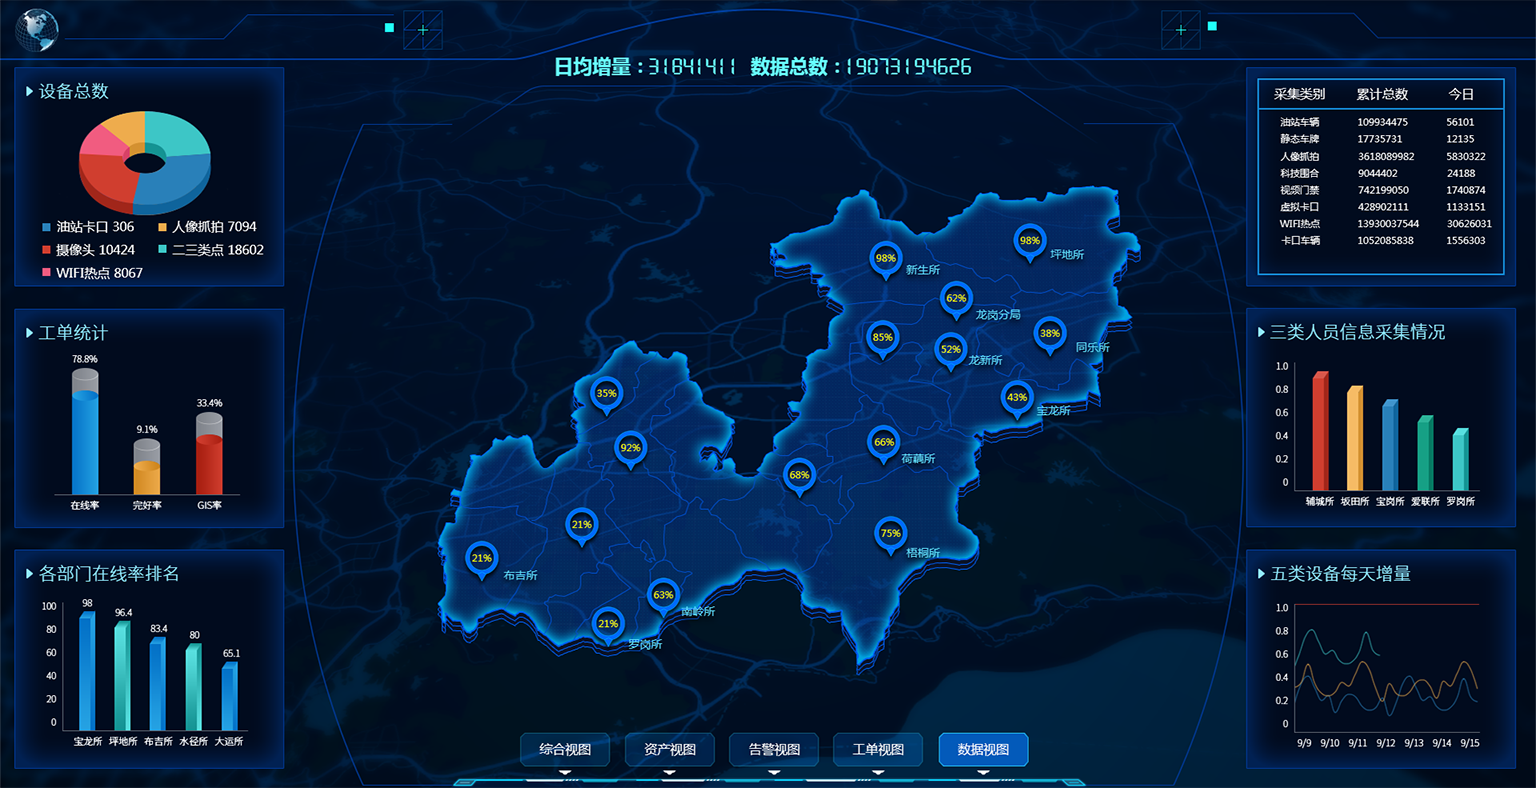 日均增量:31841411 数据总数:19073194626
设备总数
油站卡口 306 人像抓拍 7094
摄像头 10424 二三类点 18602
WIFI热点 8067
工单统计
78.8%
9.1%
33.4%
在线率 完好率 GIS率
各部门在线率排名
100
80
60
40
20
0
98
96.4
83.4
80
65.1
宝龙所 坪地所 布吉所 水径所 大运所
98%
新生所
98%
坪地所
62%
龙岗分局
85%
52%
龙新所
38%
同乐所
35%
43%
宝龙所
92%
66%
荷藕所
68%
21%
75%
梧桐所
21%
布吉所
63%
南岭所
21%
罗岗所
综合视图 资产视图 告警视图 工单视图 数据视图
采集类别 累计总数 今日
油站车辆 109934475 56101
静态车牌 17735731 12135
人像抓拍 3618089982 5830322
科技围合 9044402 24188
视频门禁 742199050 1740874
虚拟卡口 428902111 1133151
WIFI热点 13930037544 30626031
卡口车辆 1052085838 1556303
三类人员信息采集情况
1.0
0.8
0.6
0.4
0.2
0
辅城所 坂田所 宝岗所 爱联所 罗岗所
五类设备每天增量
1.0
0.8
0.6
0.4
0.2
0
9/9 9/10 9/11 9/12 9/13 9/14 9/15